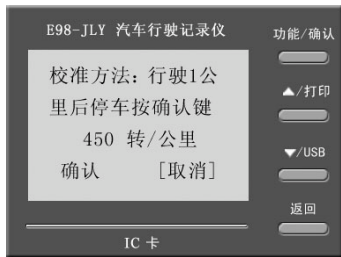 E98-JLY 汽车行驶记录仪
功能/确认
校准方法：行驶1公
里后停车按确认键
450 转/公里
确认 [取消]
▲/打印
▼/USB
返回
IC 卡